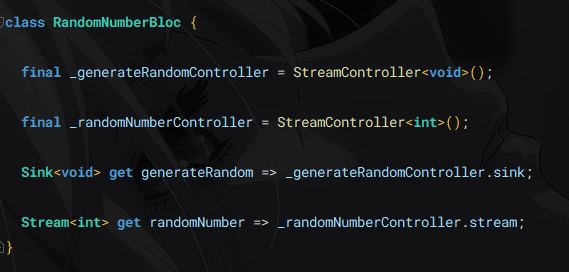 class RandomNumberBloc {
final _generateRandomController = StreamController<void>();
final _randomNumberController = StreamController<int>();
Sink<void> get generateRandom => _generateRandomController.sink;
Stream<int> get randomNumber => _randomNumberController.stream;
}